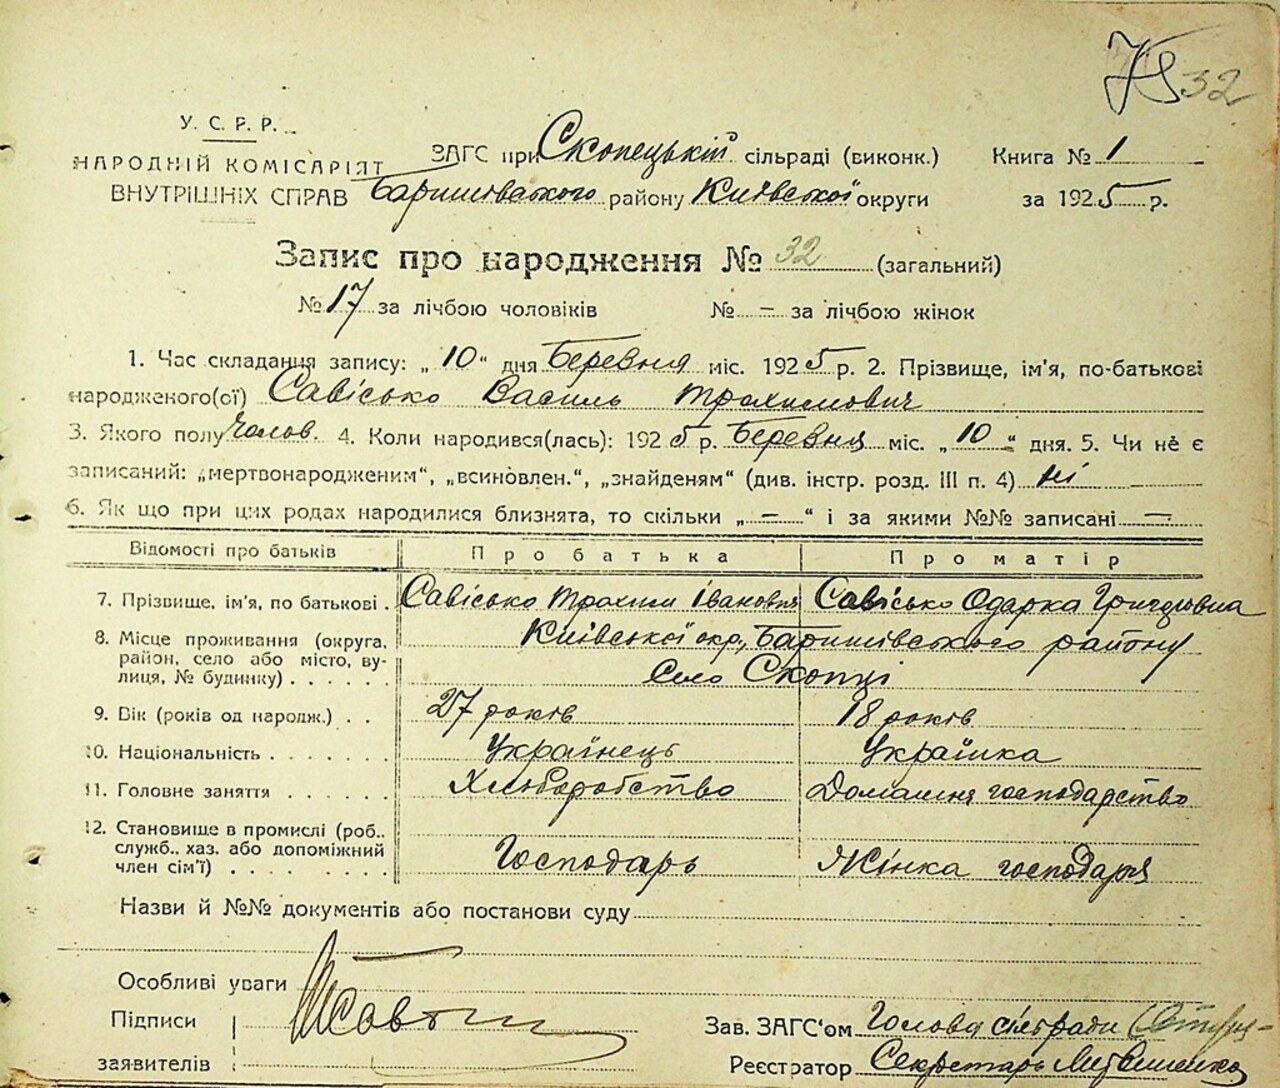 32
У. С. Р. Р.
НАРОДНІЙ КОМІСАРІЯТ
ВНУТРІШНІХ СПРАВ
ЗАГС при Скопецькій сільраді (виконк.) Книга № 1
Баришівського району Київської округи за 1925 р.
Запис про народження № 32 (загальний)
№ 17 за лічбою чоловіків № — за лічбою жінок
1. Час складання запису: „10“ дня Березня міс. 1925 р. 2. Прізвище, ім'я, по-батькові
народженого(ої) Савісько Василь Трохимович
3. Якого полу Чолов. 4. Коли народився(лась): 1925 р. Березня міс. „10“ дня. 5. Чи не є
записаний: „мертвонародженим“, „всиновлен.“, „знайденям“ (див. інстр. розд. III п. 4) ні
6. Як що при цих родах народилися близнята, то скільки „—“ і за якими №№ записані —
Відомості про батьків Про батька Про матір
7. Прізвище, ім'я, по батькові . Савісько Трохим Іванович Савісько Одарка Григоровна
8. Місце проживання (округа, район, село або місто, вулиця, № будинку) . . . . . . Київської окр., Баришівського району
село Скопці
9. Вік (років од народж.) . . 27 років 18 років
10. Національність . . . . . . . Українець Українка
11. Головне заняття . . . . . . Хліборобство Домашнє господарство
12. Становище в промислі (роб.. служб.. хаз. або допоміжний член сім'ї) . . . . . . . . Господарь Жінка господаря
Назви й №№ документів або постанови суду
Особливі уваги
Підписи
заявителів
Зав. ЗАГС'ом Голова сільради
Реєстратор Секретарь